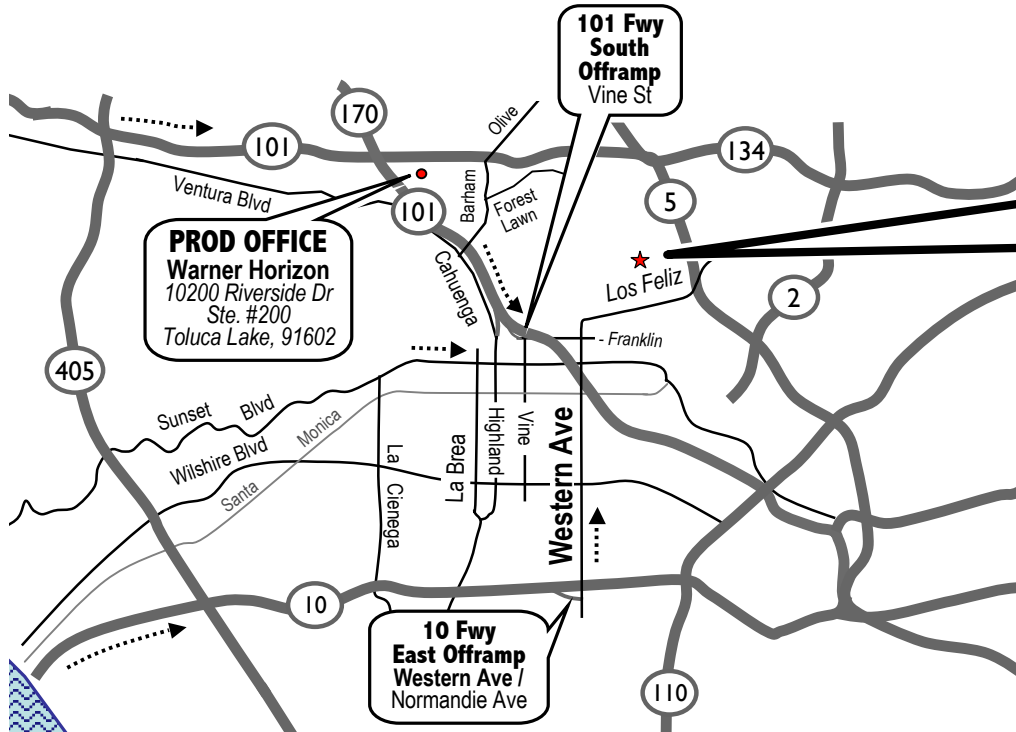 101 Fwy
South
Offramp
Vine St
170
Olive
101
134
Ventura Blvd
Barham
Forest
Lawn
5
101
PROD OFFICE
Warner Horizon
10200 Riverside Dr
Ste. #200
Toluca Lake, 91602
Cahuenga
Los Feliz
2
- Franklin
405
Sunset Blvd
Santa Monica
Wilshire Blvd
La Cienega
La Brea
Highland
Vine
Western Ave
10
10 Fwy
East Offramp
Western Ave /
Normandie Ave
110